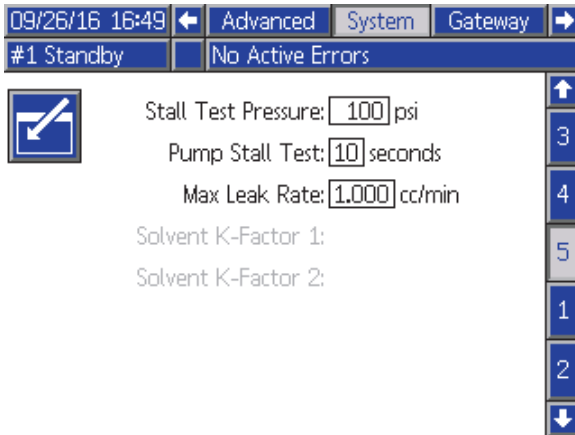 09/26/16 16:49 Advanced System Gateway
#1 Standby No Active Errors
Stall Test Pressure: 100 psi
Pump Stall Test: 10 seconds
Max Leak Rate: 1.000 cc/min
Solvent K-Factor 1:
Solvent K-Factor 2:
3
4
5
1
2